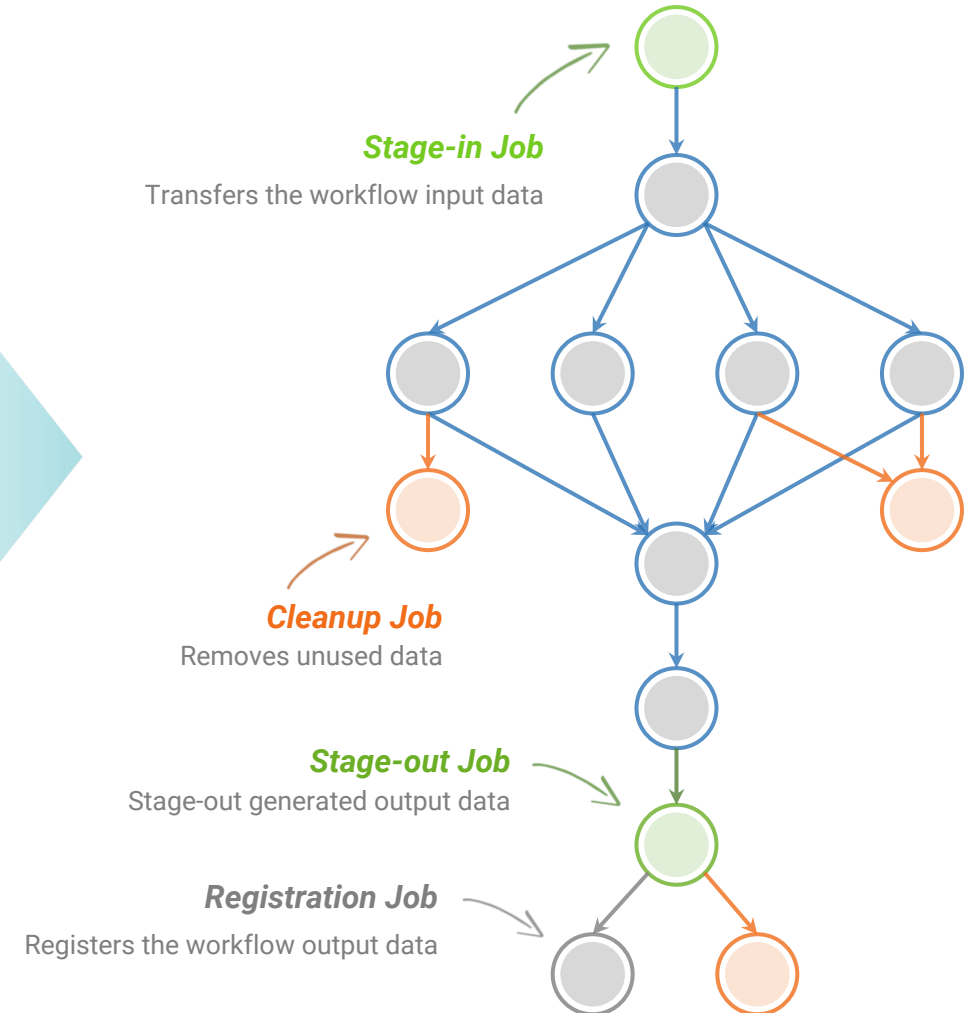 Stage-in Job
Transfers the workflow input data
Cleanup Job
Removes unused data
Stage-out Job
Stage-out generated output data
Registration Job
Registers the workflow output data